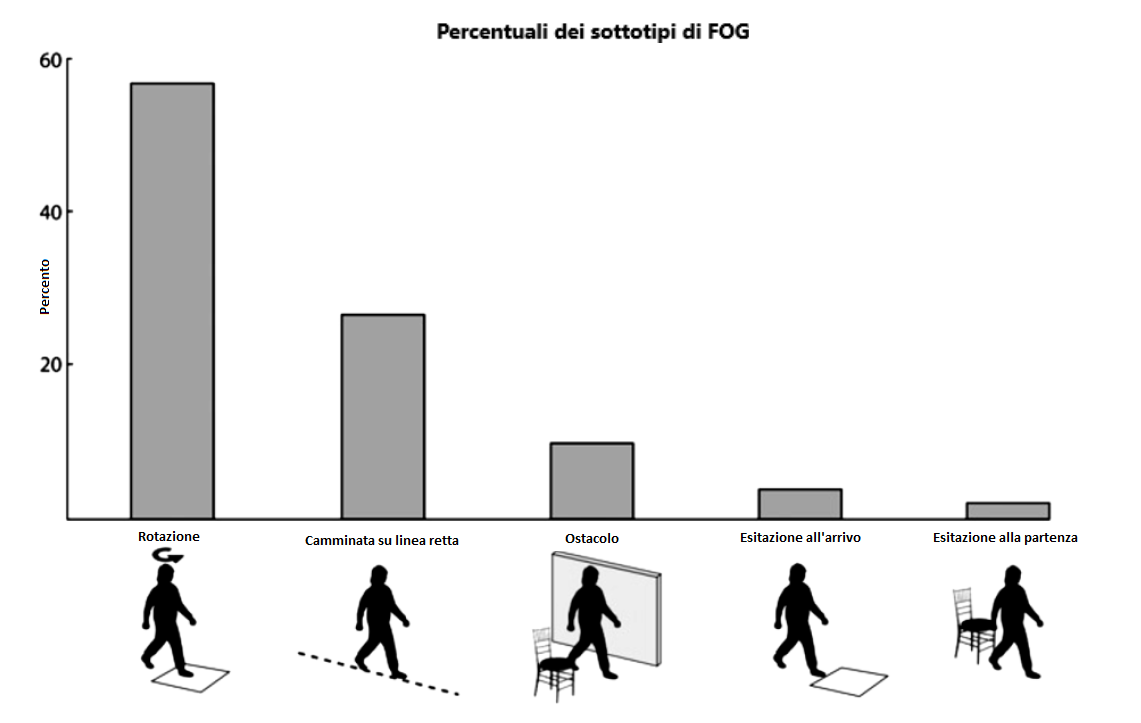 Percentuali dei sottotipi di FOG
60
40
20
Percento
Rotazione
Camminata su linea retta
Ostacolo
Esitazione all'arrivo
Esitazione alla partenza